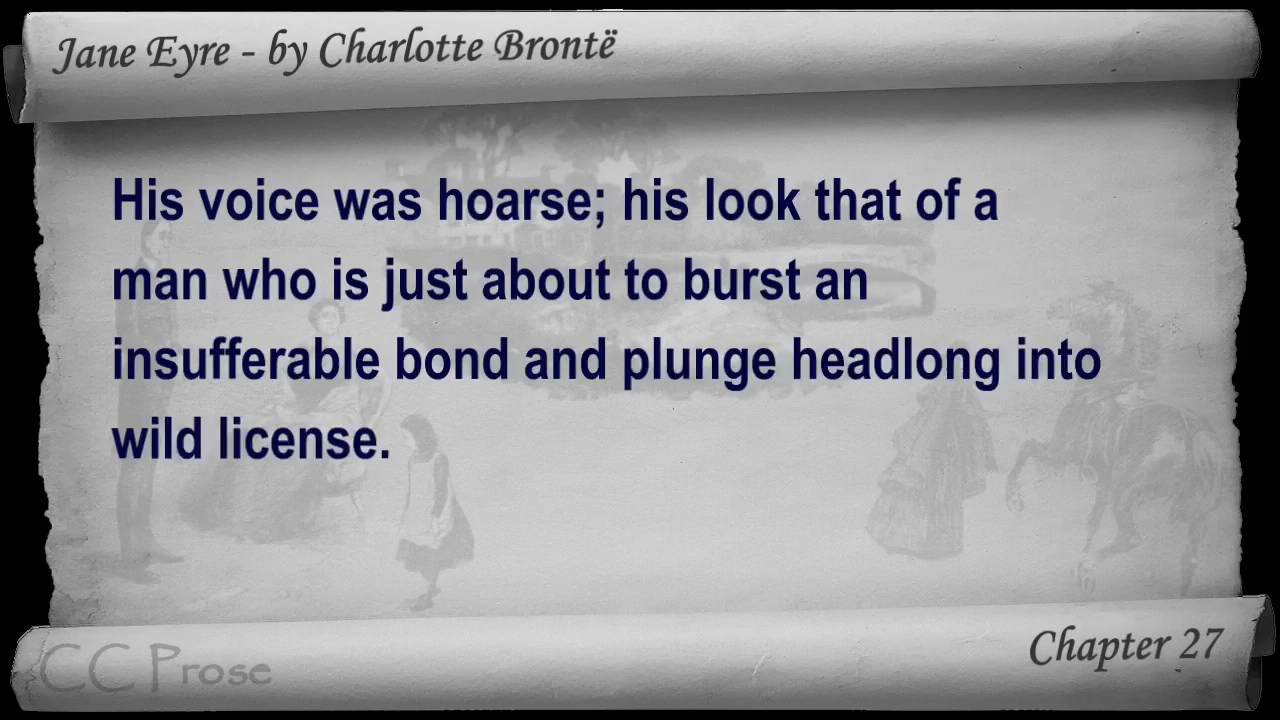 Jane Eyre - by Charlotte Brontë
His voice was hoarse; his look that of a
man who is just about to burst an
insufferable bond and plunge headlong into
wild license.
CC Prose
Chapter 27